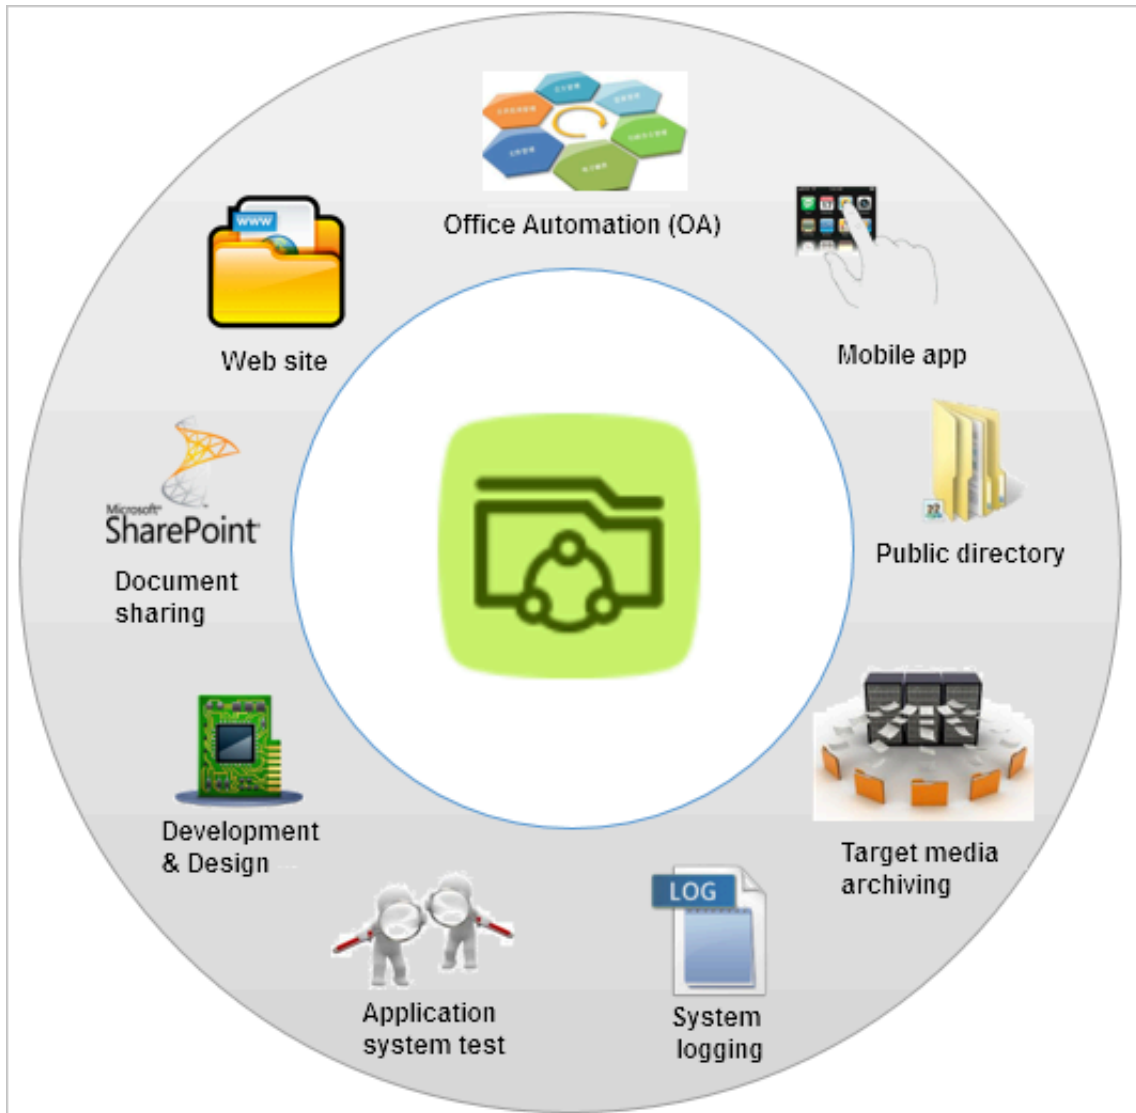 Office Automation (OA)
www
Web site
Mobile app
Microsoft®
SharePoint®
Document
sharing
Public directory
Development
& Design
Target media
archiving
LOG
Application
system test
System
logging